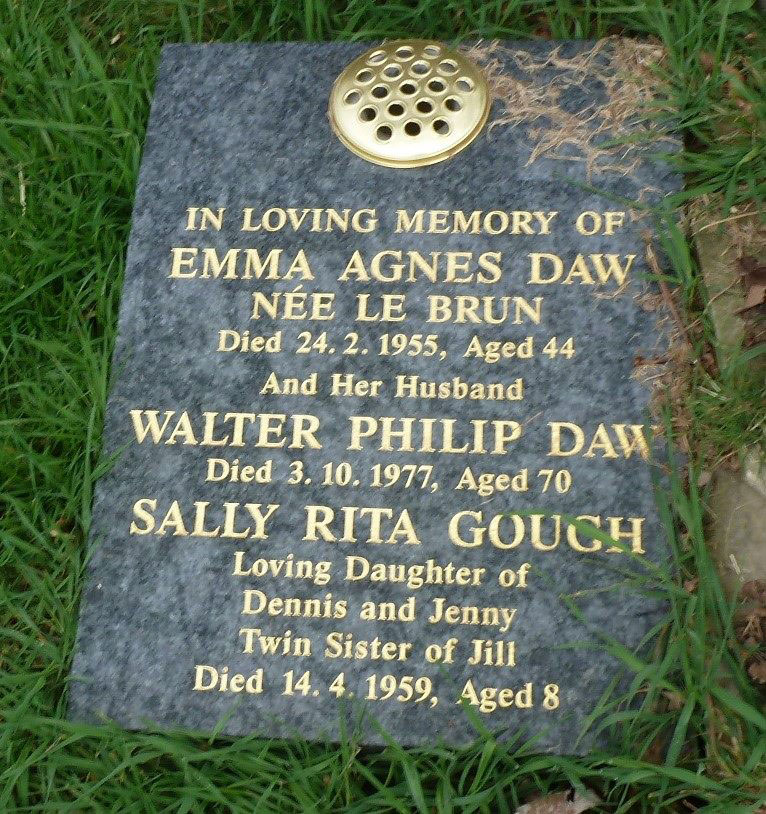 IN LOVING MEMORY OF
EMMA AGNES DAW
NÉE LE BRUN
Died 24. 2. 1955, Aged 44
And Her Husband
WALTER PHILIP DAW
Died 3. 10. 1977, Aged 70
SALLY RITA GOUGH
Loving Daughter of
Dennis and Jenny
Twin Sister of Jill
Died 14. 4. 1959, Aged 8